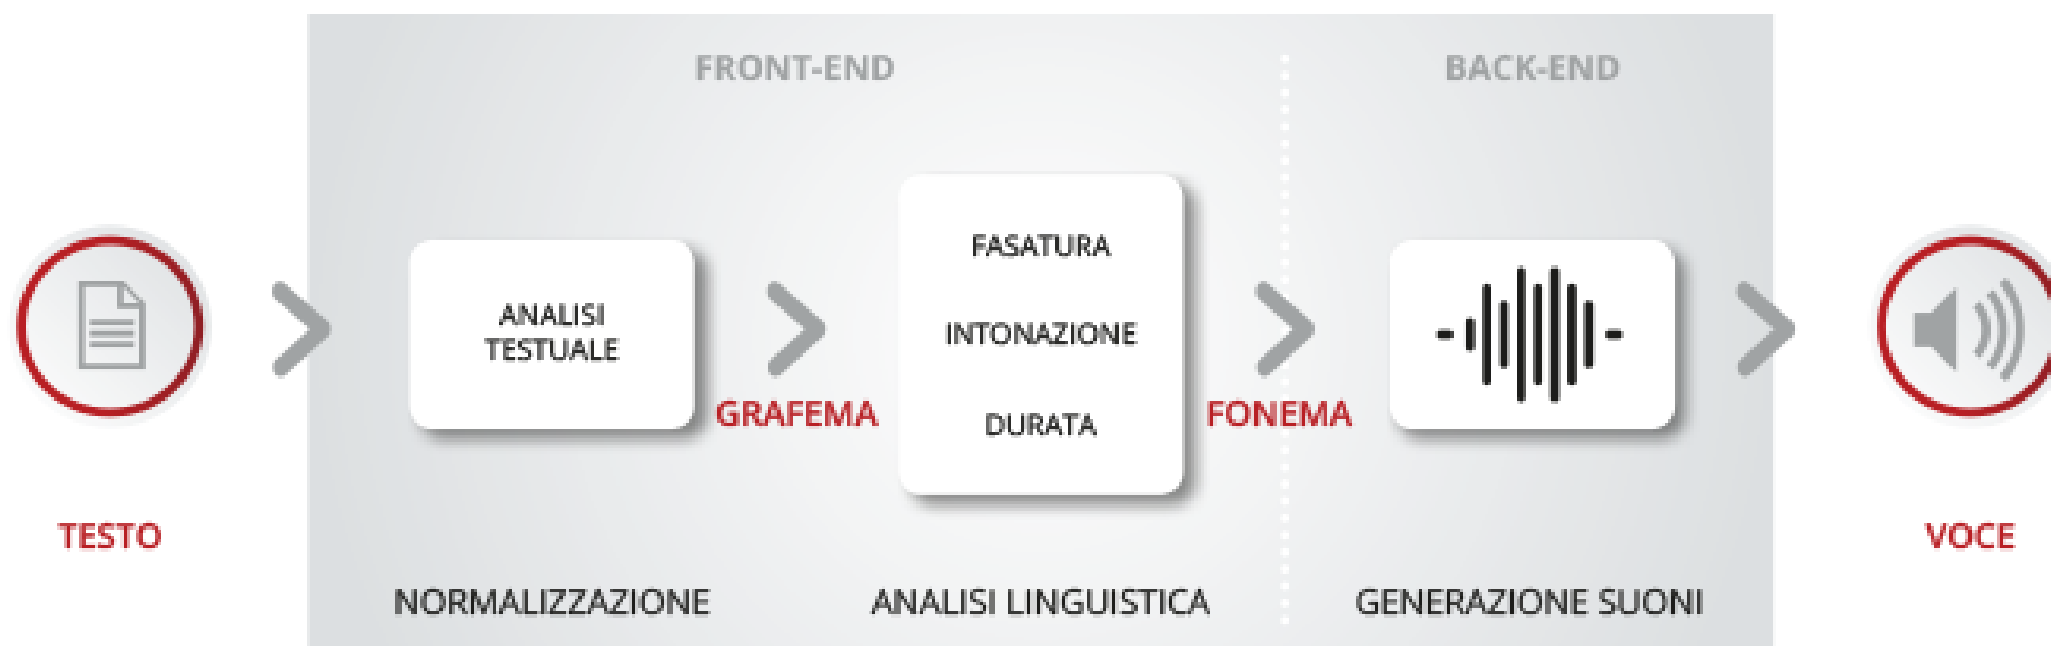 FRONT-END
BACK-END
ANALISI
TESTUALE
GRAFEMA
FASATURA
INTONAZIONE
DURATA
FONEMA
TESTO
VOCE
NORMALIZZAZIONE
ANALISI LINGUISTICA
GENERAZIONE SUONI